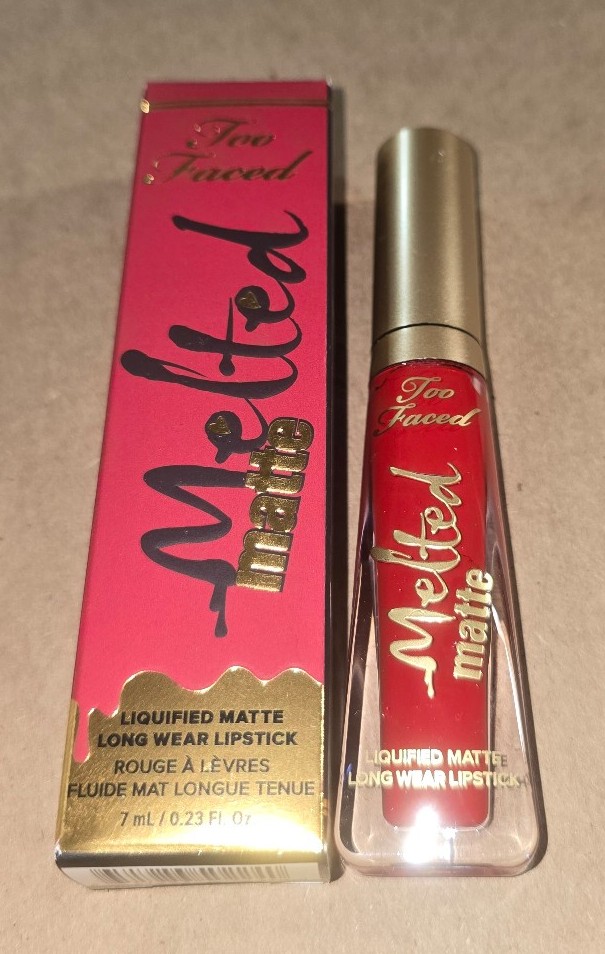 Too
Faced
Melted
matte
LIQUIFIED MATTE
LONG WEAR LIPSTICK
ROUGE À LÈVRES
FLUIDE MAT LONGUE TENUE
7 mL / 0.23 Fl. Oz
Too
Faced
Melted
matte
LIQUIFIED MATTE
LONG WEAR LIPSTICK